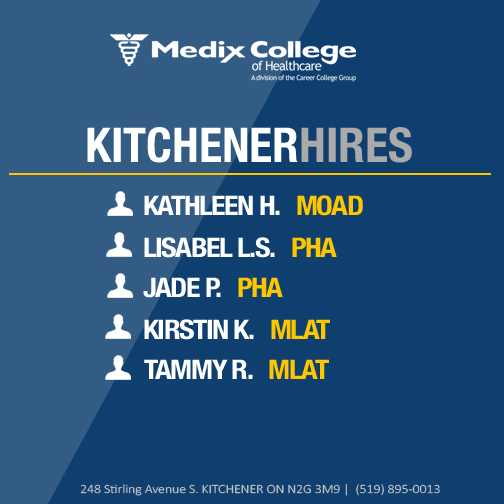 Medix College
of Healthcare
A division of the Career College Group
KITCHENERHIRES
KATHLEEN H. MOAD
LISABEL L.S. PHA
JADE P. PHA
KIRSTIN K. MLAT
TAMMY R. MLAT
248 Stirling Avenue S. KITCHENER ON N2G 3M9 | (519) 895-0013